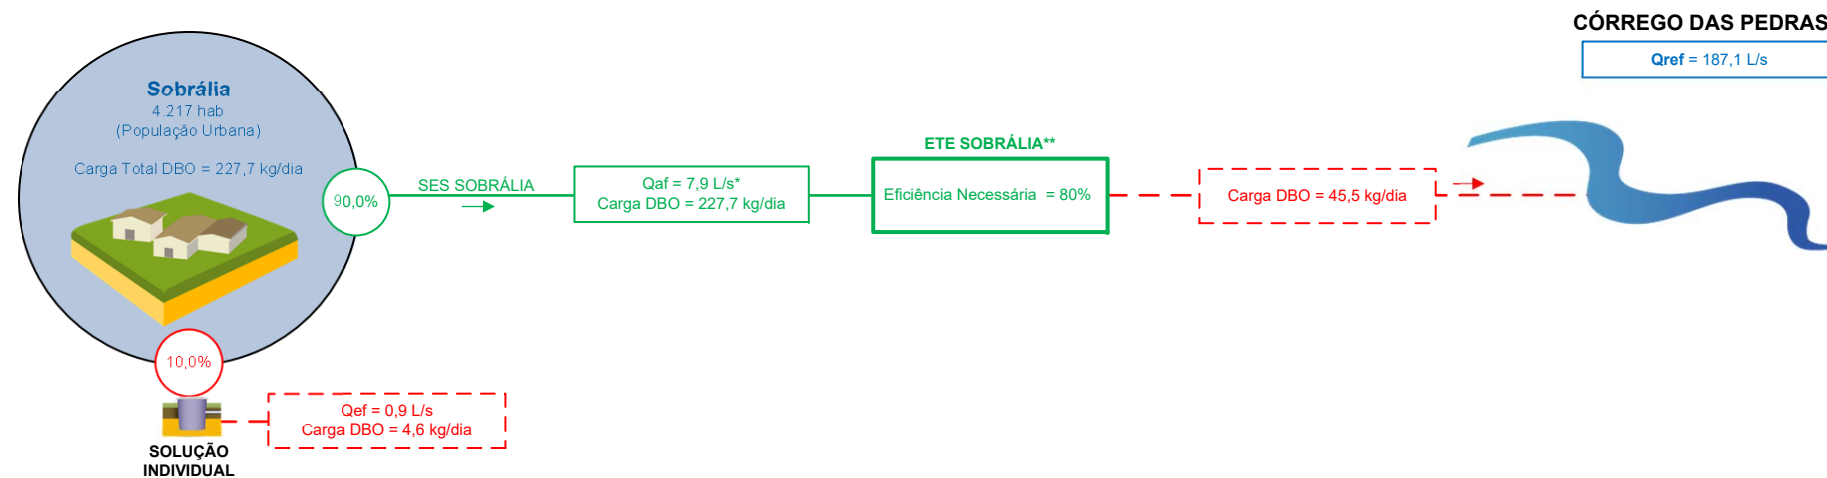 CÓRREGO DAS PEDRAS
Qref = 187,1 L/s
Sobrália
4.217 hab
(População Urbana)
Carga Total DBO = 227,7 kg/dia
90,0%
SES SOBRÁLIA
Qaf = 7,9 L/s*
Carga DBO = 227,7 kg/dia
ETE SOBRÁLIA**
Eficiência Necessária = 80%
Carga DBO = 45,5 kg/dia
10,0%
Qef = 0,9 L/s
Carga DBO = 4,6 kg/dia
SOLUÇÃO
INDIVIDUAL